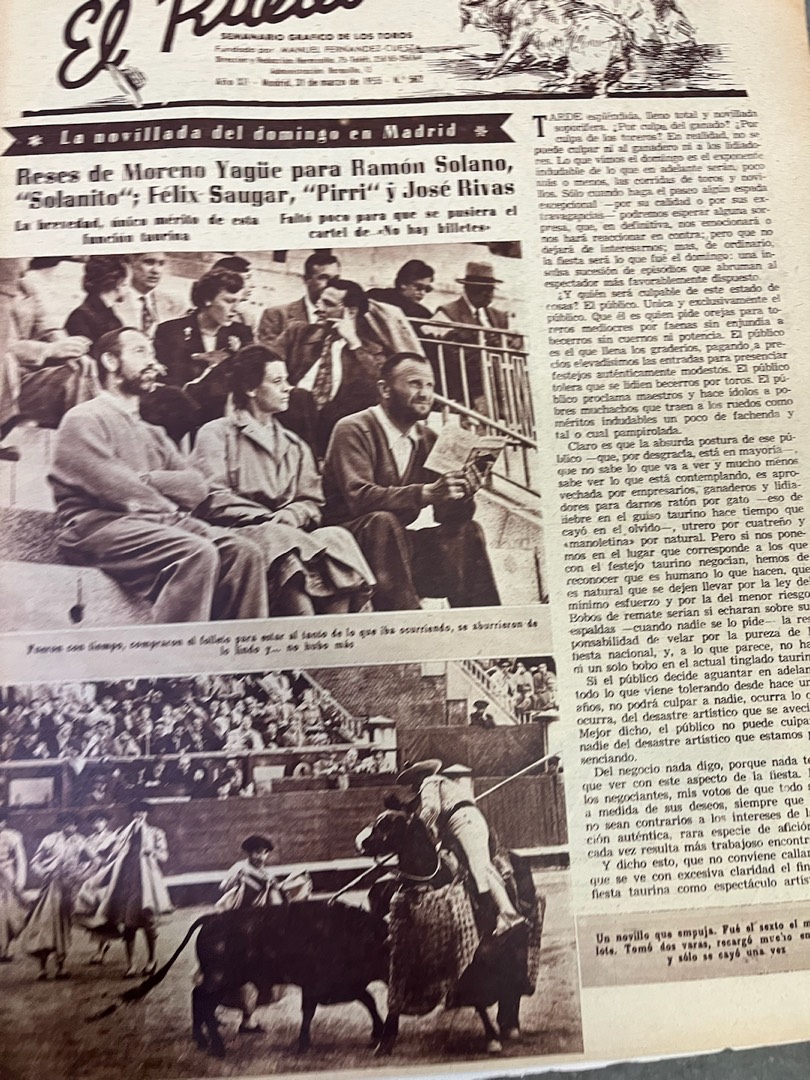 El Ruedo
SEMANARIO GRAFICO DE LOS TOROS
Fundado por MANUEL FERNANDEZ-CUESTA
Año XI - Madrid, 31 de marzo de 1955 - N.º 562
* La novillada del domingo en Madrid *
Reses de Moreno Yagüe para Ramón Solano,
"Solanito"; Félix Saugar, "Pirri" y José Rivas
La brevedad, único mérito de esta
función taurina
Faltó poco para que se pusiera el
cartel de «No hay billetes»
Fueron con tiempo, compraron el folleto para estar al tanto de lo que iba ocurriendo, se aburrieron de
lo lindo y... no hubo más
TARDE espléndida, lleno total y novillada
soporífera. ¿Por culpa del ganado? ¿Por
culpa de los toreros? En realidad, no se
puede culpar ni al ganadero ni a los lidiado-
res. Lo que vimos el domingo es el exponente
indudable de lo que en adelante serán, poco
más o menos, las corridas de toros y novi-
llos. Sólo cuando haga el paseo algún espada
excepcional —por su calidad o por sus ex-
travagancias— podremos esperar alguna sor-
presa, que, en definitiva, nos emocionará o
nos hará reaccionar en contra; pero que no
dejará de interesarnos; mas, de ordinario,
la fiesta será lo que fué el domingo: una in-
sulsa sucesión de episodios que abruman al
espectador más favorablemente dispuesto.
¿Y quién será culpable de este estado de
cosas? El público. Unica y exclusivamente el
público. Que él es quien pide orejas para to-
reros mediocres por faenas sin enjundia a
becerros sin cuernos ni potencia. El público
es el que llena los graderíos, pagando a pre-
cios elevadísimos las entradas para presenciar
festejos auténticamente modestos. El público
tolera que se lidien becerros por toros. El pú-
blico proclama maestros y hace ídolos a po-
bres muchachos que traen a los ruedos como
méritos indudables un poco de fachenda y
tal o cual pampirolada.
Claro es que la absurda postura de ese pú-
blico —que, por desgracia, está en mayoría—,
que no sabe lo que va a ver y mucho menos
sabe ver lo que está contemplando, es apro-
vechada por empresarios, ganaderos y lidia-
dores para darnos ratón por gato —eso de
liebre en el guiso taurino hace tiempo que
cayó en el olvido—, utrero por cuatreño y
«manoletina» por natural. Pero si nos pone-
mos en el lugar que corresponde a los que
con el festejo taurino negocian, hemos de
reconocer que es humano lo que hacen, que
es natural que se dejen llevar por la ley del
mínimo esfuerzo y por la del menor riesgo
Bobos de remate serían si echaran sobre su
espaldas —cuando nadie se lo pide— la res
ponsabilidad de velar por la pureza de l
fiesta nacional, y, a lo que parece, no ha
ni un solo bobo en el actual tinglado taurin
Si el público decide aguantar en adelan
todo lo que viene tolerando desde hace un
años, no podrá culpar a nadie, ocurra lo q
ocurra, del desastre artístico que se aveci
Mejor dicho, el público no puede culpa
nadie del desastre artístico que estamos p
senciando.
Del negocio nada digo, porque nada te
que ver con este aspecto de la fiesta.
los negociantes, mis votos de que todo s
a medida de sus deseos, siempre que
no sean contrarios a los intereses de la
ción auténtica, rara especie de afición
cada vez resulta más trabajoso encontr
Y dicho esto, que no conviene callar
que se ve con excesiva claridad el fin
fiesta taurina como espectáculo artís
Un novillo que empuja. Fué el sexto el m
lote. Tomó dos varas, recargó mucho en
y sólo se cayó una vez